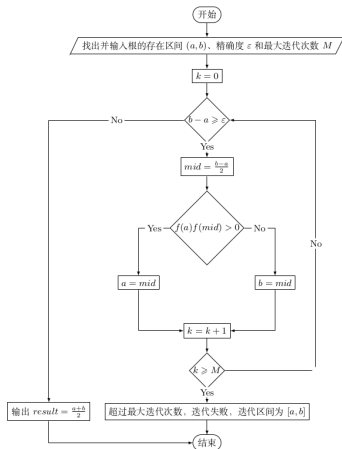 开始
找出并输入根的存在区间 (a, b)、精确度 ε 和最大迭代次数 M
k = 0
b − a ⩾ ε
No
Yes
mid = \frac{b−a}{2}
f(a)f(mid) > 0
Yes
No
No
a = mid
b = mid
k = k + 1
k ⩾ M
Yes
输出 result = \frac{a+b}{2}
超过最大迭代次数，迭代失败，迭代区间为 [a, b]
结束